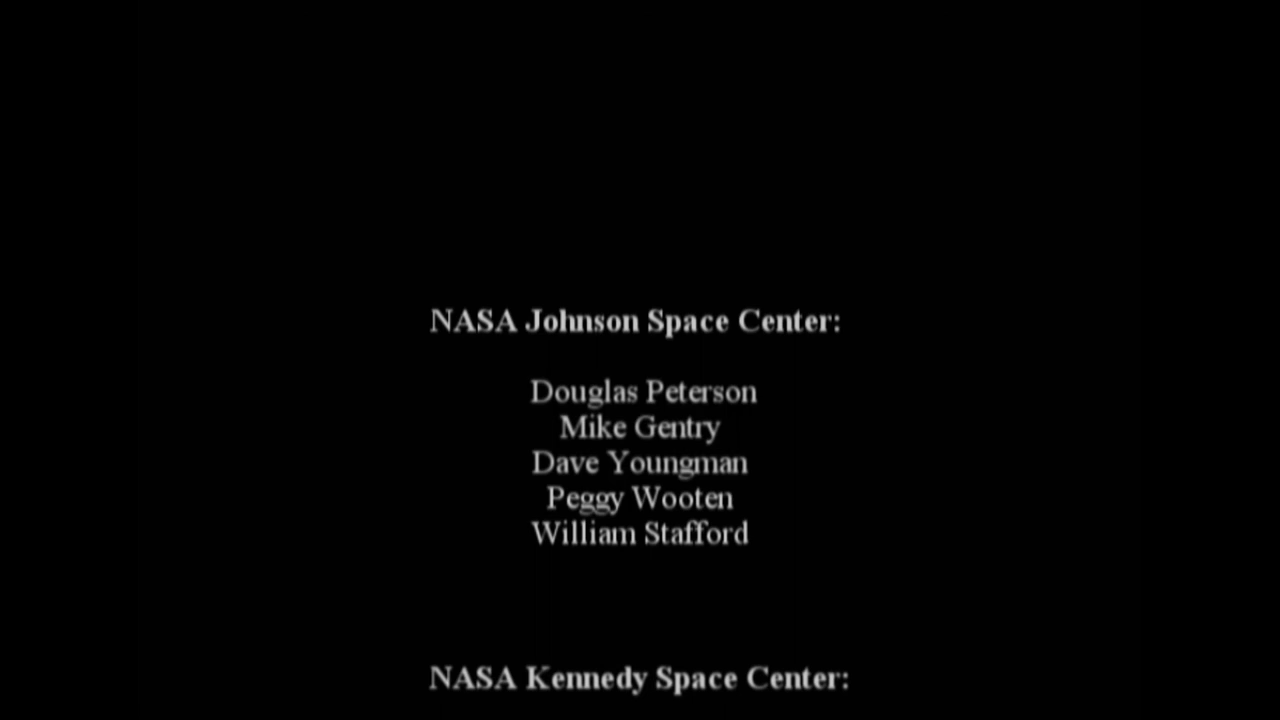 NASA Johnson Space Center:
Douglas Peterson
Mike Gentry
Dave Youngman
Peggy Wooten
William Stafford
NASA Kennedy Space Center: